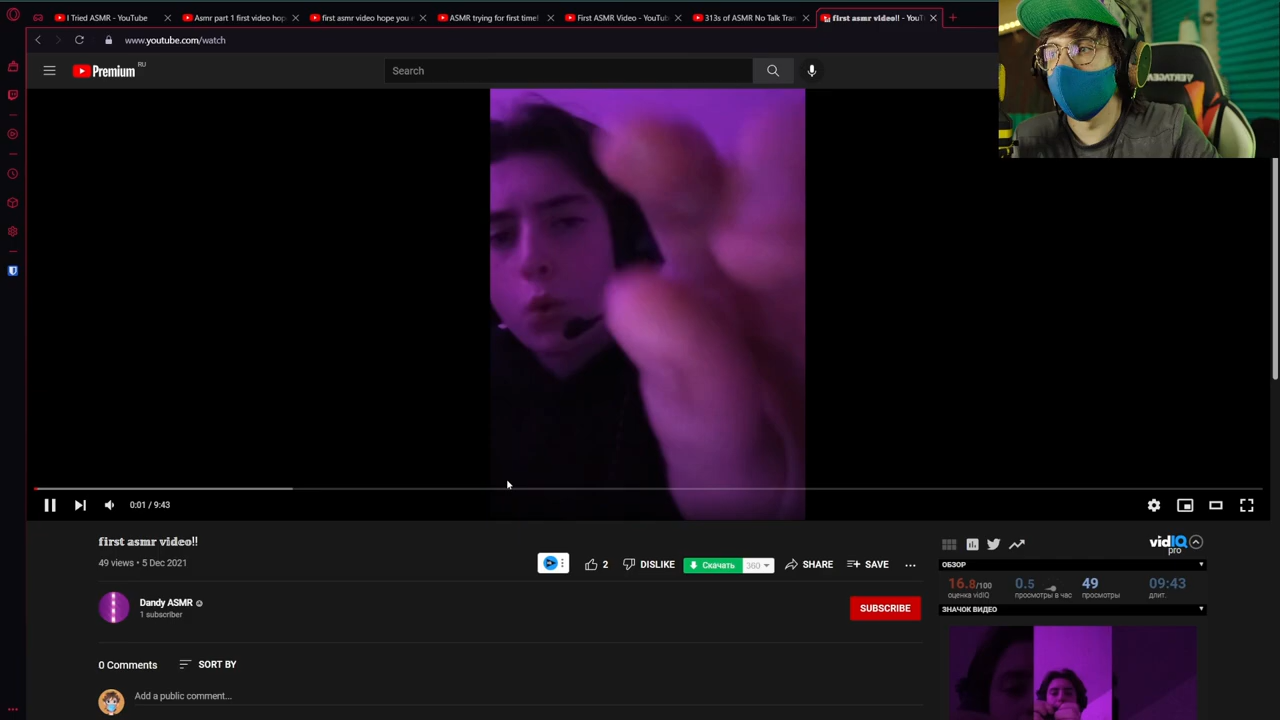 I Tried ASMR - YouTube
Asmr part 1 first video hop
first asmr video hope you e
ASMR trying for first time!
First ASMR Video - YouTub
313s of ASMR No Talk Tran
𝕗𝕚𝕣𝕤𝕥 𝕒𝕤𝕞𝕣 𝕧𝕚𝕕𝕖𝕠!! - YouT
www.youtube.com/watch
Premium RU
Search
VERTAGEAR
0:01 / 9:43
𝕗𝕚𝕣𝕤𝕥 𝕒𝕤𝕞𝕣 𝕧𝕚𝕕𝕖𝕠!!
49 views • 5 Dec 2021
2
DISLIKE
Скачать 360
SHARE
SAVE
Dandy ASMR ☺
1 subscriber
SUBSCRIBE
0 Comments
SORT BY
Add a public comment...
vidIQ
pro
ОБЗОР
16.8/100
оценка vidIQ
0.5
просмотры в час
49
просмотры
09:43
длит.
ЗНАЧОК ВИДЕО